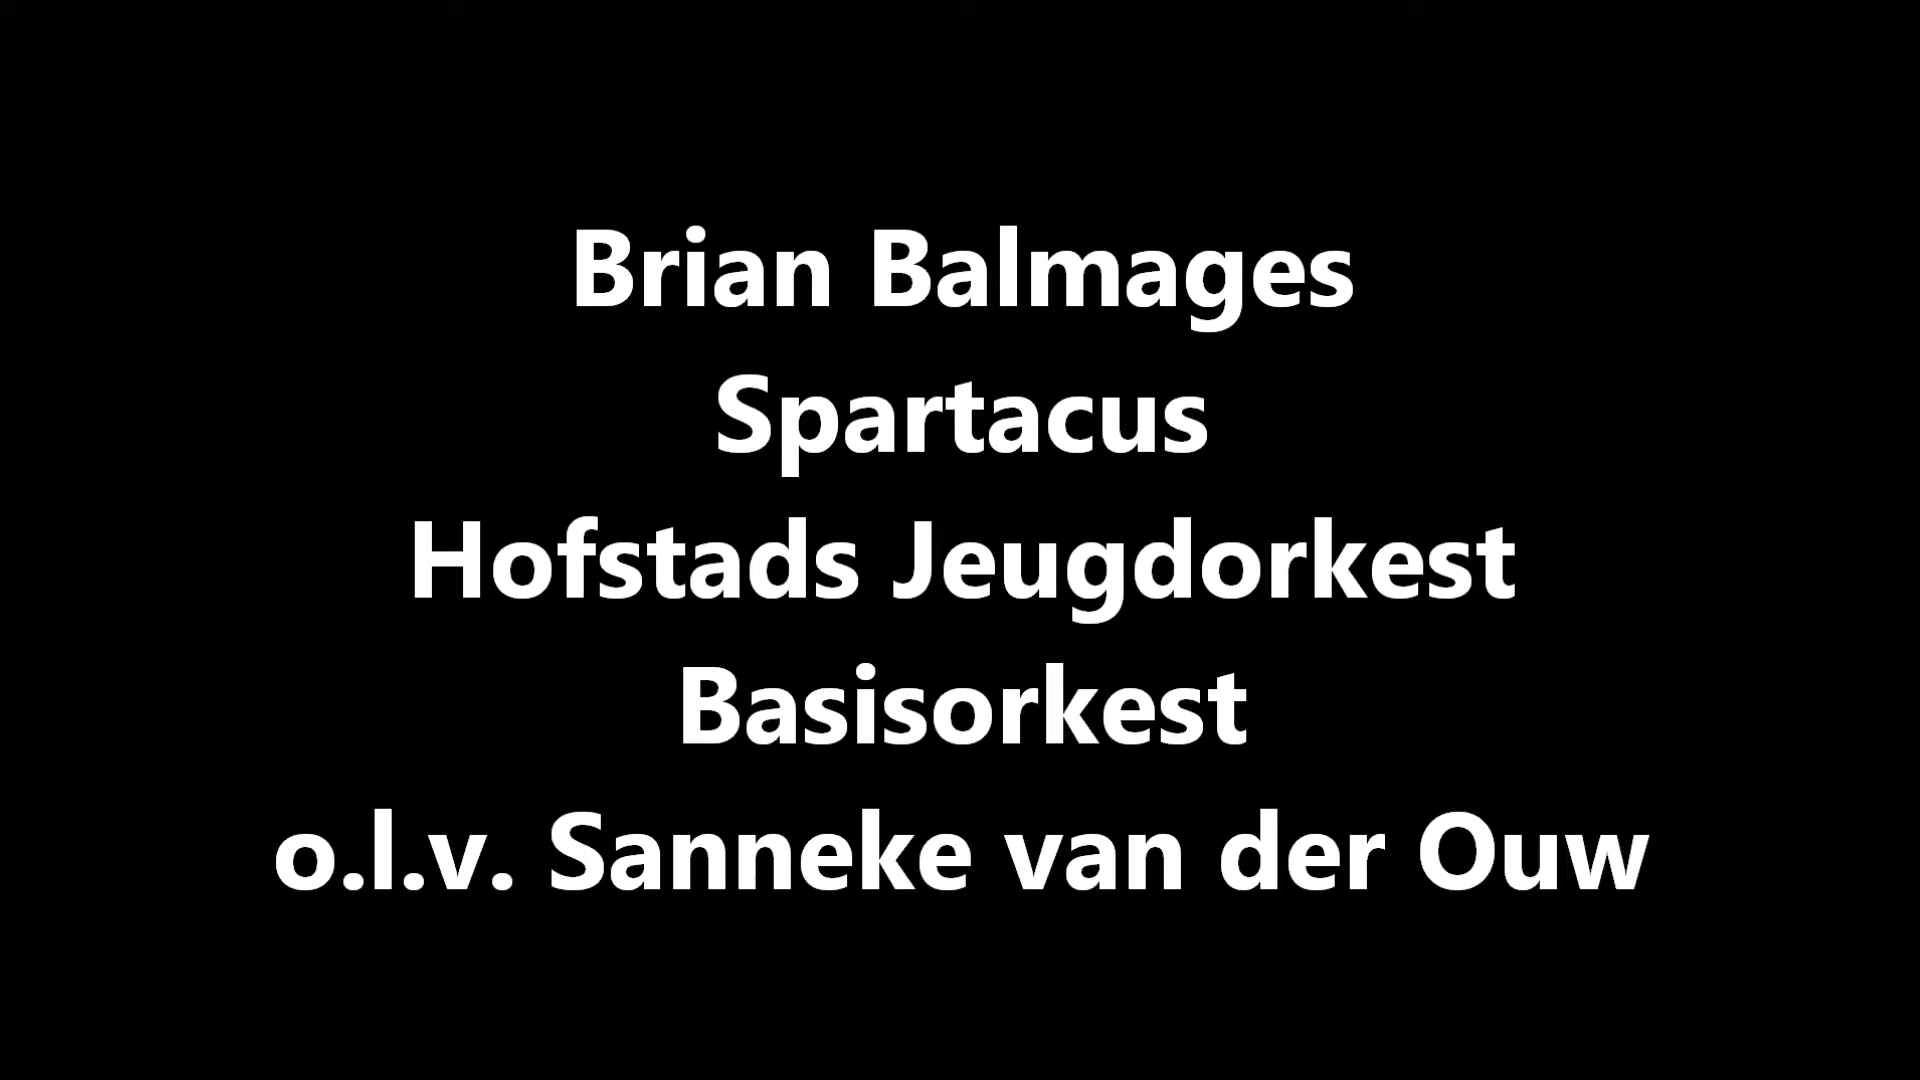 Brian Balmages
Spartacus
Hofstads Jeugdorkest
Basisorkest
o.l.v. Sanneke van der Ouw